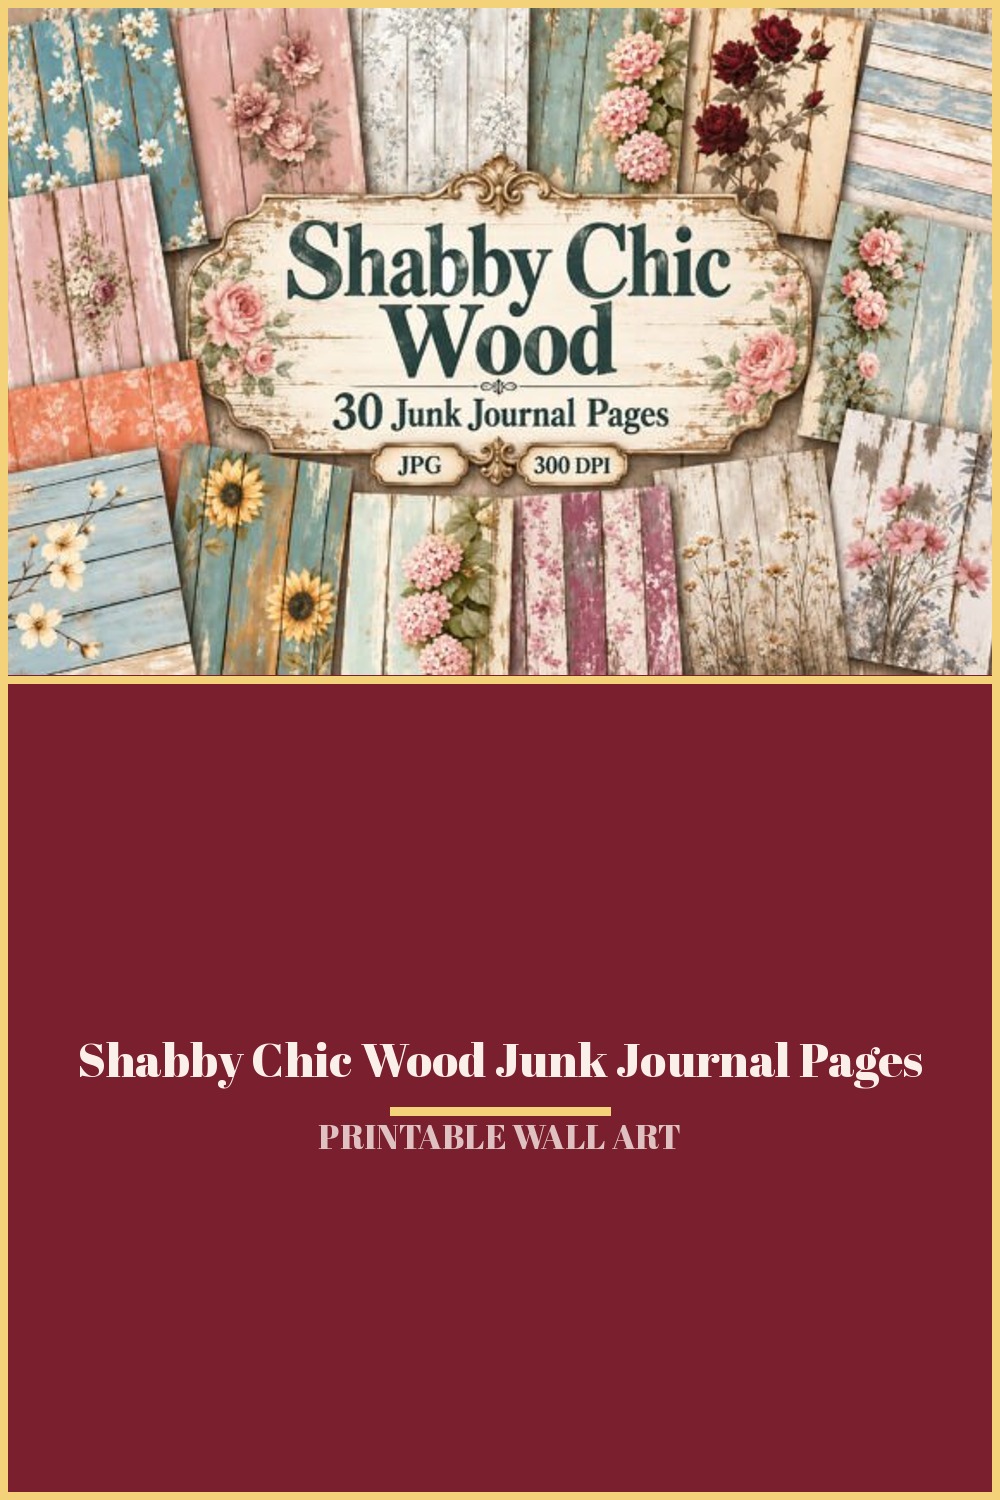 Shabby Chic
Wood
30 Junk Journal Pages
JPG
300 DPI
Shabby Chic Wood Junk Journal Pages
PRINTABLE WALL ART